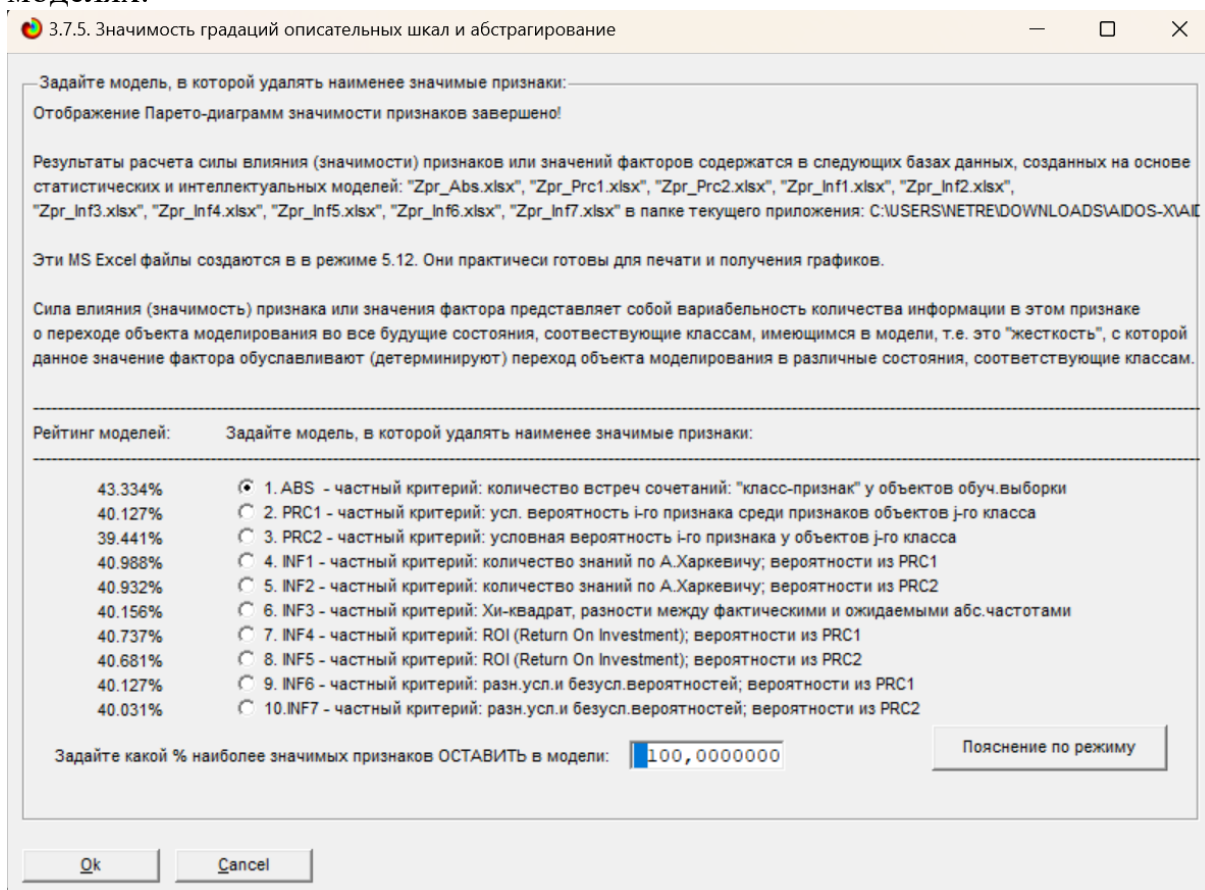 моделях.
3.7.5. Значимость градаций описательных шкал и абстрагирование
Задайте модель, в которой удалять наименее значимые признаки:
Отображение Парето-диаграмм значимости признаков завершено!
Результаты расчета силы влияния (значимости) признаков или значений факторов содержатся в следующих базах данных, созданных на основе
статистических и интеллектуальных моделей: "Zpr_Abs.xlsx", "Zpr_Prc1.xlsx", "Zpr_Prc2.xlsx", "Zpr_Inf1.xlsx", "Zpr_Inf2.xlsx",
"Zpr_Inf3.xlsx", "Zpr_Inf4.xlsx", "Zpr_Inf5.xlsx", "Zpr_Inf6.xlsx", "Zpr_Inf7.xlsx" в папке текущего приложения: C:\USERS\NETRE\DOWNLOADS\AIDOS-X\AID
Эти MS Excel файлы создаются в в режиме 5.12. Они практичеси готовы для печати и получения графиков.
Сила влияния (значимость) признака или значения фактора представляет собой вариабельность количества информации в этом признаке
о переходе объекта моделирования во все будущие состояния, соотвествующие классам, имеющимся в модели, т.е. это "жесткость", с которой
данное значение фактора обуславливают (детерминируют) переход объекта моделирования в различные состояния, соответствующие классам.
Рейтинг моделей: Задайте модель, в которой удалять наименее значимые признаки:
43.334% 1. ABS - частный критерий: количество встреч сочетаний: "класс-признак" у объектов обуч.выборки
40.127% 2. PRC1 - частный критерий: усл. вероятность i-го признака среди признаков объектов j-го класса
39.441% 3. PRC2 - частный критерий: условная вероятность i-го признака у объектов j-го класса
40.988% 4. INF1 - частный критерий: количество знаний по А.Харкевичу; вероятности из PRC1
40.932% 5. INF2 - частный критерий: количество знаний по А.Харкевичу; вероятности из PRC2
40.156% 6. INF3 - частный критерий: Хи-квадрат, разности между фактическими и ожидаемыми абс.частотами
40.737% 7. INF4 - частный критерий: ROI (Return On Investment); вероятности из PRC1
40.681% 8. INF5 - частный критерий: ROI (Return On Investment); вероятности из PRC2
40.127% 9. INF6 - частный критерий: разн.усл.и безусл.вероятностей; вероятности из PRC1
40.031% 10.INF7 - частный критерий: разн.усл.и безусл.вероятностей; вероятности из PRC2
Задайте какой % наиболее значимых признаков ОСТАВИТЬ в модели: 100,0000000 Пояснение по режиму
Ok Cancel